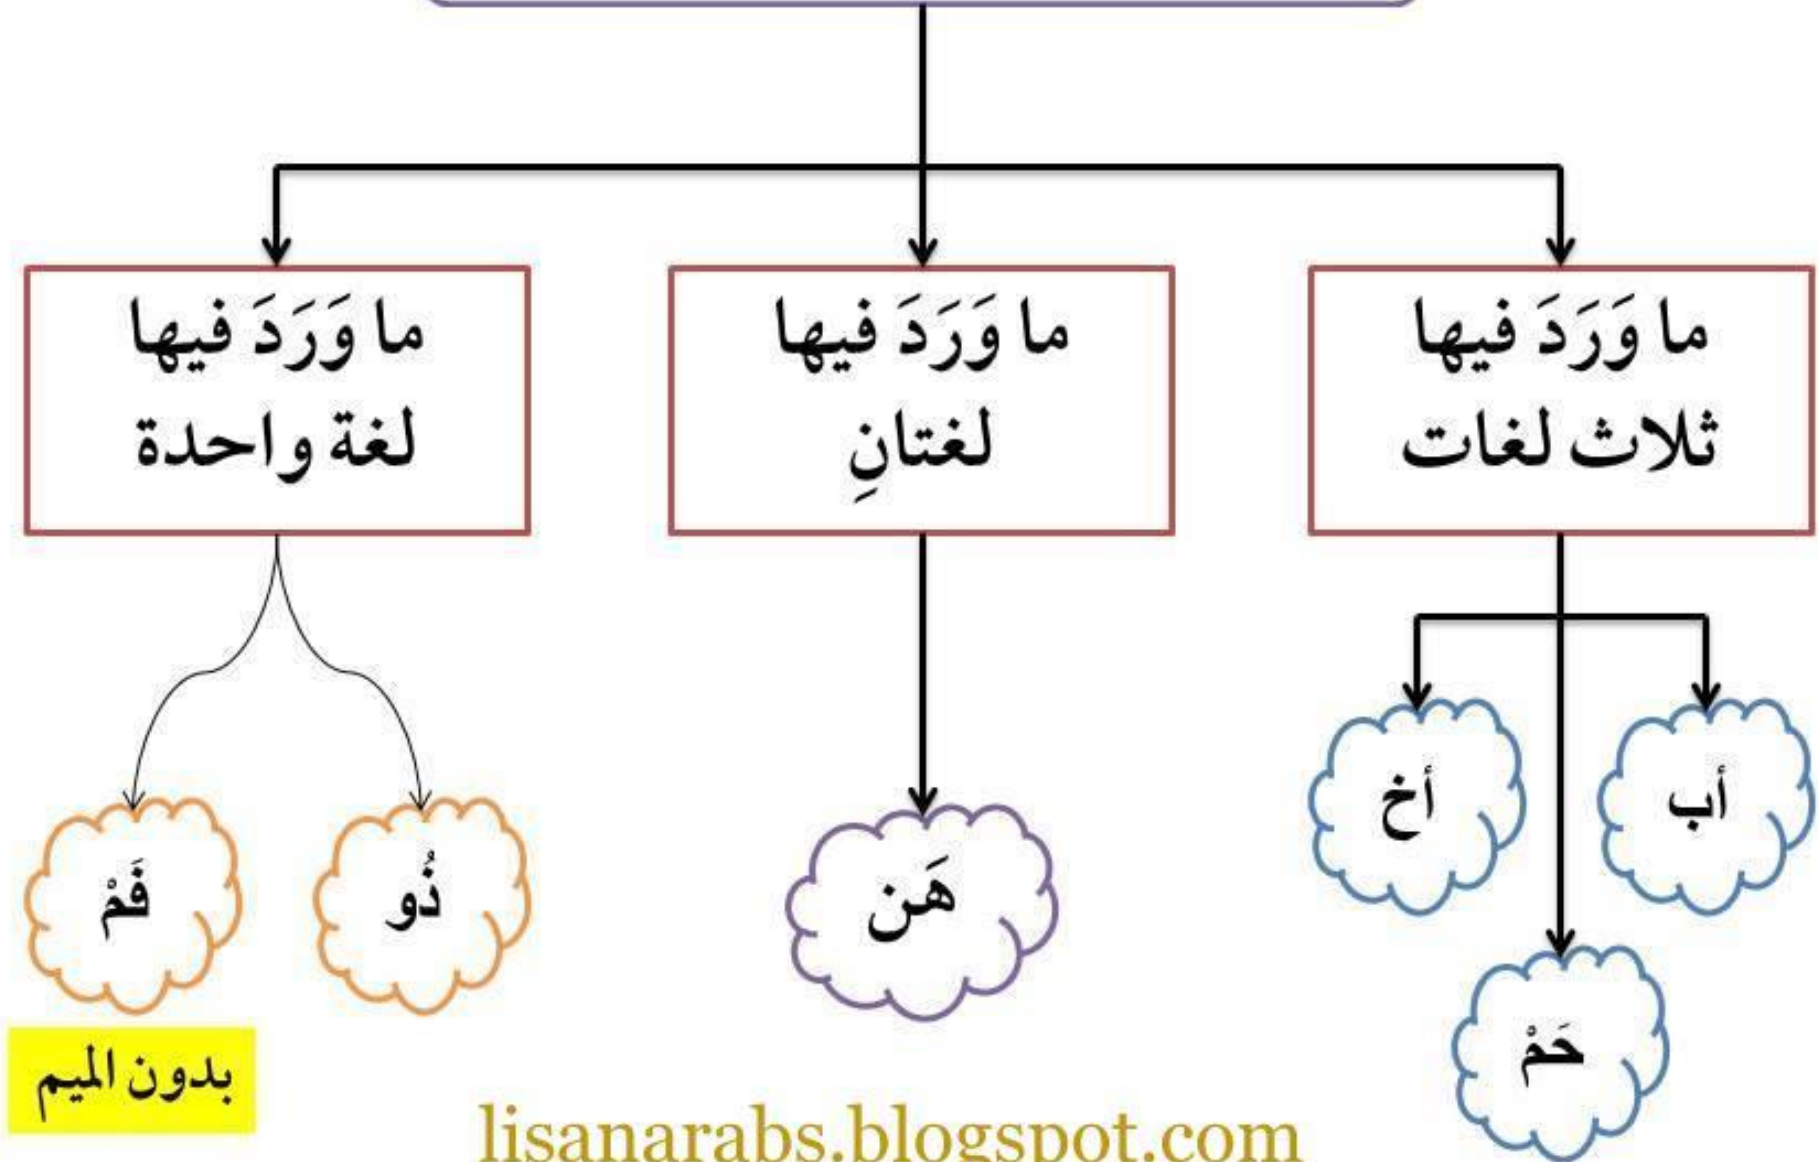 ما وَرَدَ فيها
ثلاث لغات
ما وَرَدَ فيها
لغتانِ
ما وَرَدَ فيها
لغة واحدة
أب
أخ
حَمْ
هَن
ذُو
فَمْ
بدون الميم
lisanarabs.blogspot.com